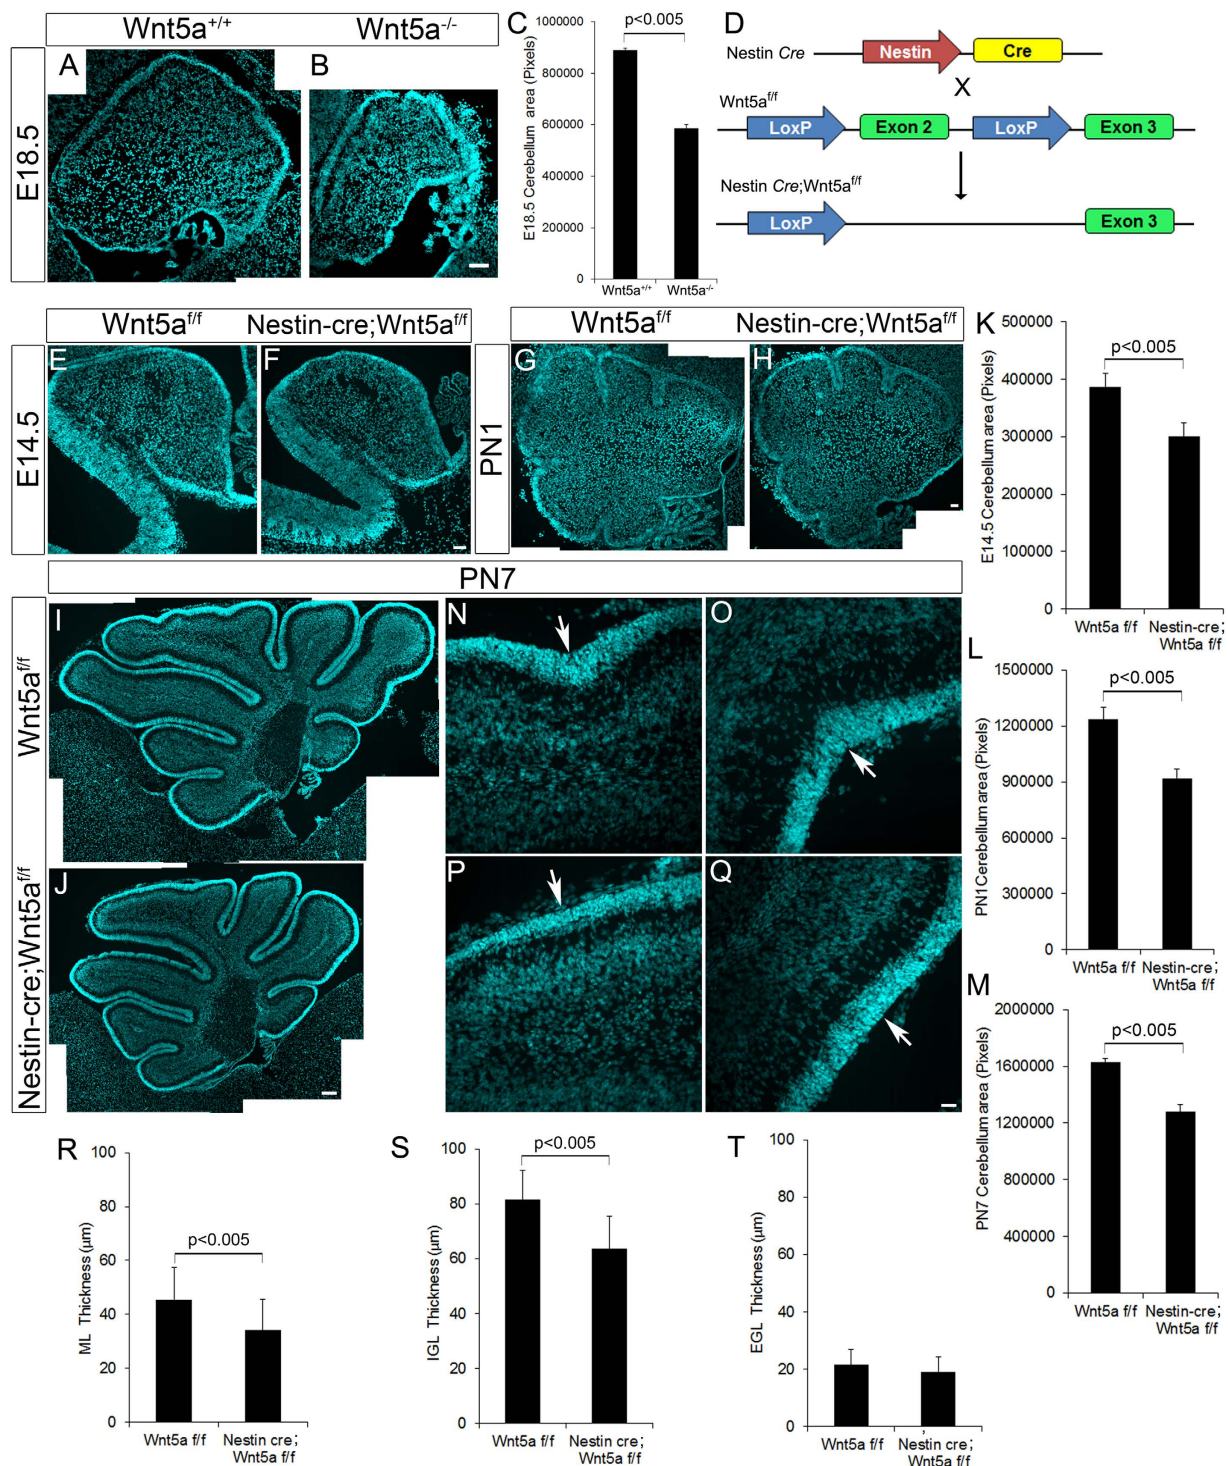 Wnt5a+/+ Wnt5a-/-
E18.5
A
B
C
E18.5 Cerebellum area (Pixels)
1000000
800000
600000
400000
200000
0
p<0.005
Wnt5a+/+ Wnt5a-/-
D
Nestin Cre
Nestin Cre
X
Wnt5af/f
LoxP Exon 2 LoxP Exon 3
Nestin Cre;Wnt5af/f
LoxP Exon 3
Wnt5af/f Nestin-cre;Wnt5af/f
E14.5
E
F
Wnt5af/f Nestin-cre;Wnt5af/f
PN1
G
H
K
E14.5 Cerebellum area (Pixels)
500000
400000
300000
200000
100000
0
p<0.005
Wnt5a f/f Nestin-cre;
Wnt5a f/f
PN7
Wnt5af/f
I
N
O
Nestin-cre;Wnt5af/f
J
P
Q
L
PN1Cerebellum area (Pixels)
1500000
1200000
900000
600000
300000
0
p<0.005
Wnt5a f/f Nestin-cre;
Wnt5a f/f
M
PN7 Cerebellum area (Pixels)
2000000
1600000
1200000
800000
400000
0
p<0.005
Wnt5a f/f Nestin-cre;
Wnt5a f/f
R
ML Thickness (µm)
100
80
60
40
20
0
p<0.005
Wnt5a f/f Nestin cre;
Wnt5a f/f
S
IGL Thickness (µm)
100
80
60
40
20
0
p<0.005
Wnt5a f/f Nestin cre;
Wnt5a f/f
T
EGL Thickness (µm)
100
80
60
40
20
0
Wnt5a f/f Nestin cre;
Wnt5a f/f